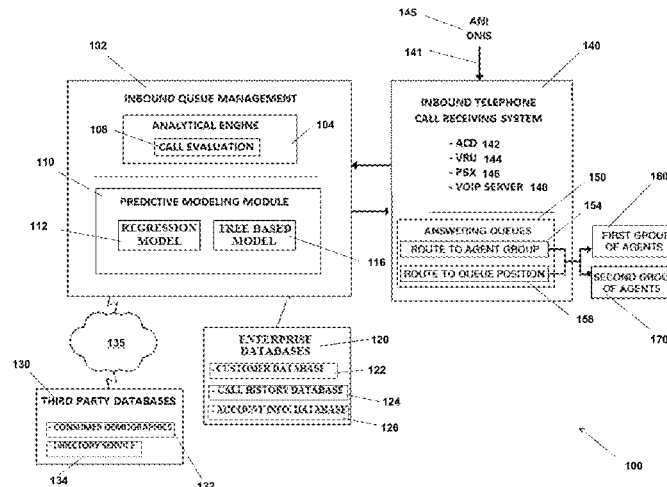 145
ANI
DNIS
141
102
140
INBOUND QUEUE MANAGEMENT
ANALYTICAL ENGINE
108
CALL EVALUATION
104
110
PREDICTIVE MODELING MODULE
REGRESSION
MODEL
TREE BASED
MODEL
112
116
INBOUND TELEPHONE
CALL RECEIVING SYSTEM
- ACD 142
- VRU 144
- PBX 146
- VOIP SERVER 148
150
154
160
ANSWERING QUEUES
ROUTE TO AGENT GROUP
ROUTE TO QUEUE POSITION
158
FIRST GROUP
OF AGENTS
SECOND GROUP
OF AGENTS
170
135
130
THIRD PARTY DATABASES
- CONSUMER DEMOGRAPHICS
- DIRECTORY SERVICE
134
132
ENTERPRISE
DATABASES
120
- CUSTOMER DATABASE
122
- CALL HISTORY DATABASE
124
- ACCOUNT INFO. DATABASE
126
100